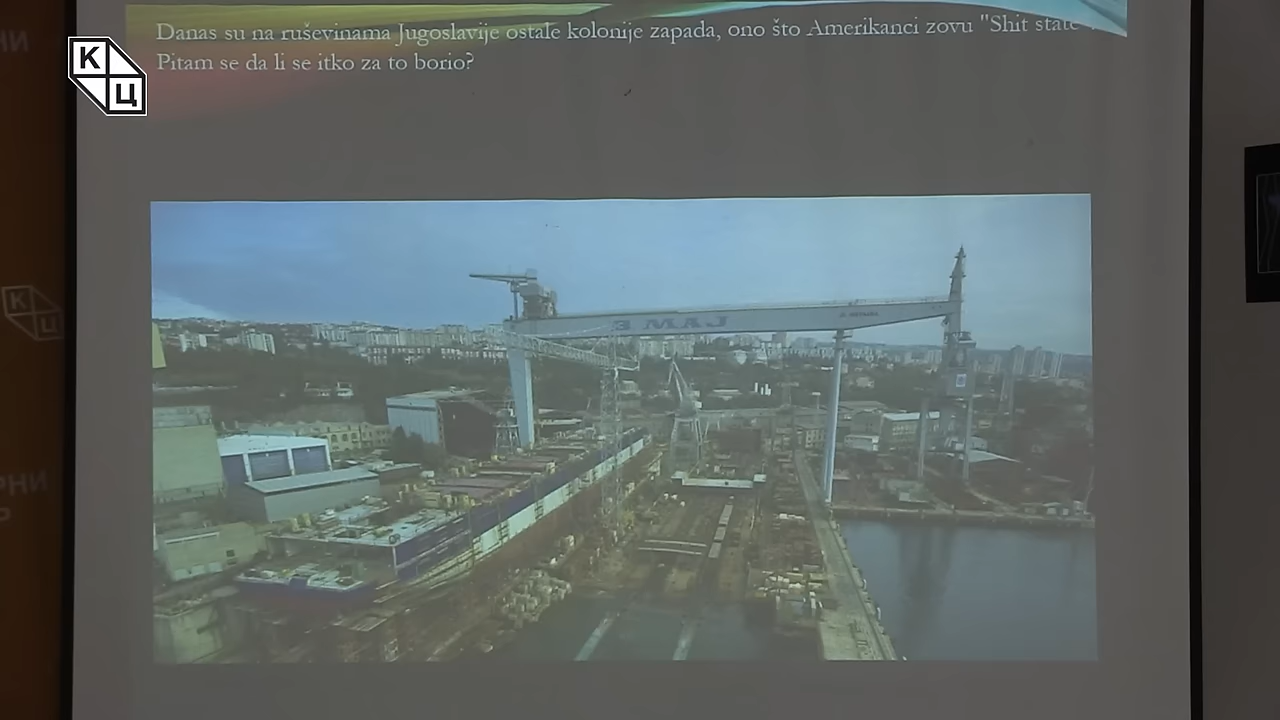 Danas su na ruševinama Jugoslavije ostale kolonije zapada, ono što Amerikanci zovu "Shit state
Pitam se da li se itko za to borio?
К
Ц
3 MAJ
К
Ц